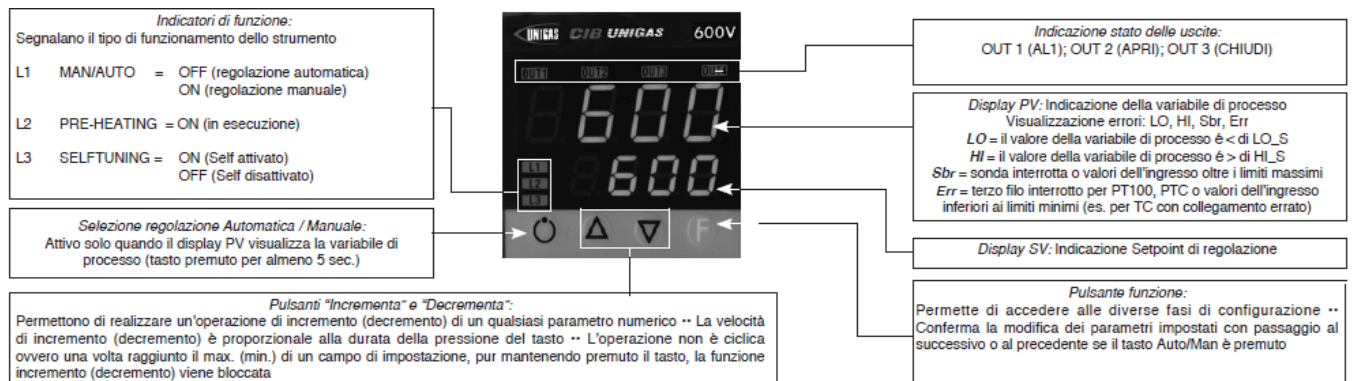 Indicatori di funzione:
Segnalano il tipo di funzionamento dello strumento
L1 MAN/AUTO = OFF (regolazione automatica)
ON (regolazione manuale)
L2 PRE-HEATING = ON (in esecuzione)
L3 SELFTUNING = ON (Self attivato)
OFF (Self disattivato)
Selezione regolazione Automatica / Manuale:
Attivo solo quando il display PV visualizza la variabile di
processo (tasto premuto per almeno 5 sec.)
Pulsanti "Incrementa" e "Decrementa":
Permettono di realizzare un'operazione di incremento (decremento) di un qualsiasi parametro numerico ·· La velocità
di incremento (decremento) è proporzionale alla durata della pressione del tasto ·· L'operazione non è ciclica
ovvero una volta raggiunto il max. (min.) di un campo di impostazione, pur mantenendo premuto il tasto, la funzione
incremento (decremento) viene bloccata
UNIGAS CIB UNIGAS 600V
OUT1 OUT2 OUT3 OUT4
600
L1
L2
L3
600
F
Indicazione stato delle uscite:
OUT 1 (AL1); OUT 2 (APRI); OUT 3 (CHIUDI)
Display PV: Indicazione della variabile di processo
Visualizzazione errori: LO, HI, Sbr, Err
LO = il valore della variabile di processo é < di LO_S
HI = il valore della variabile di processo é > di HI_S
Sbr = sonda interrotta o valori dell'ingresso oltre i limiti massimi
Err = terzo filo interrotto per PT100, PTC o valori dell'ingresso
inferiori ai limiti minimi (es. per TC con collegamento errato)
Display SV: Indicazione Setpoint di regolazione
Pulsante funzione:
Permette di accedere alle diverse fasi di configurazione ··
Conferma la modifica dei parametri impostati con passaggio al
successivo o al precedente se il tasto Auto/Man è premuto